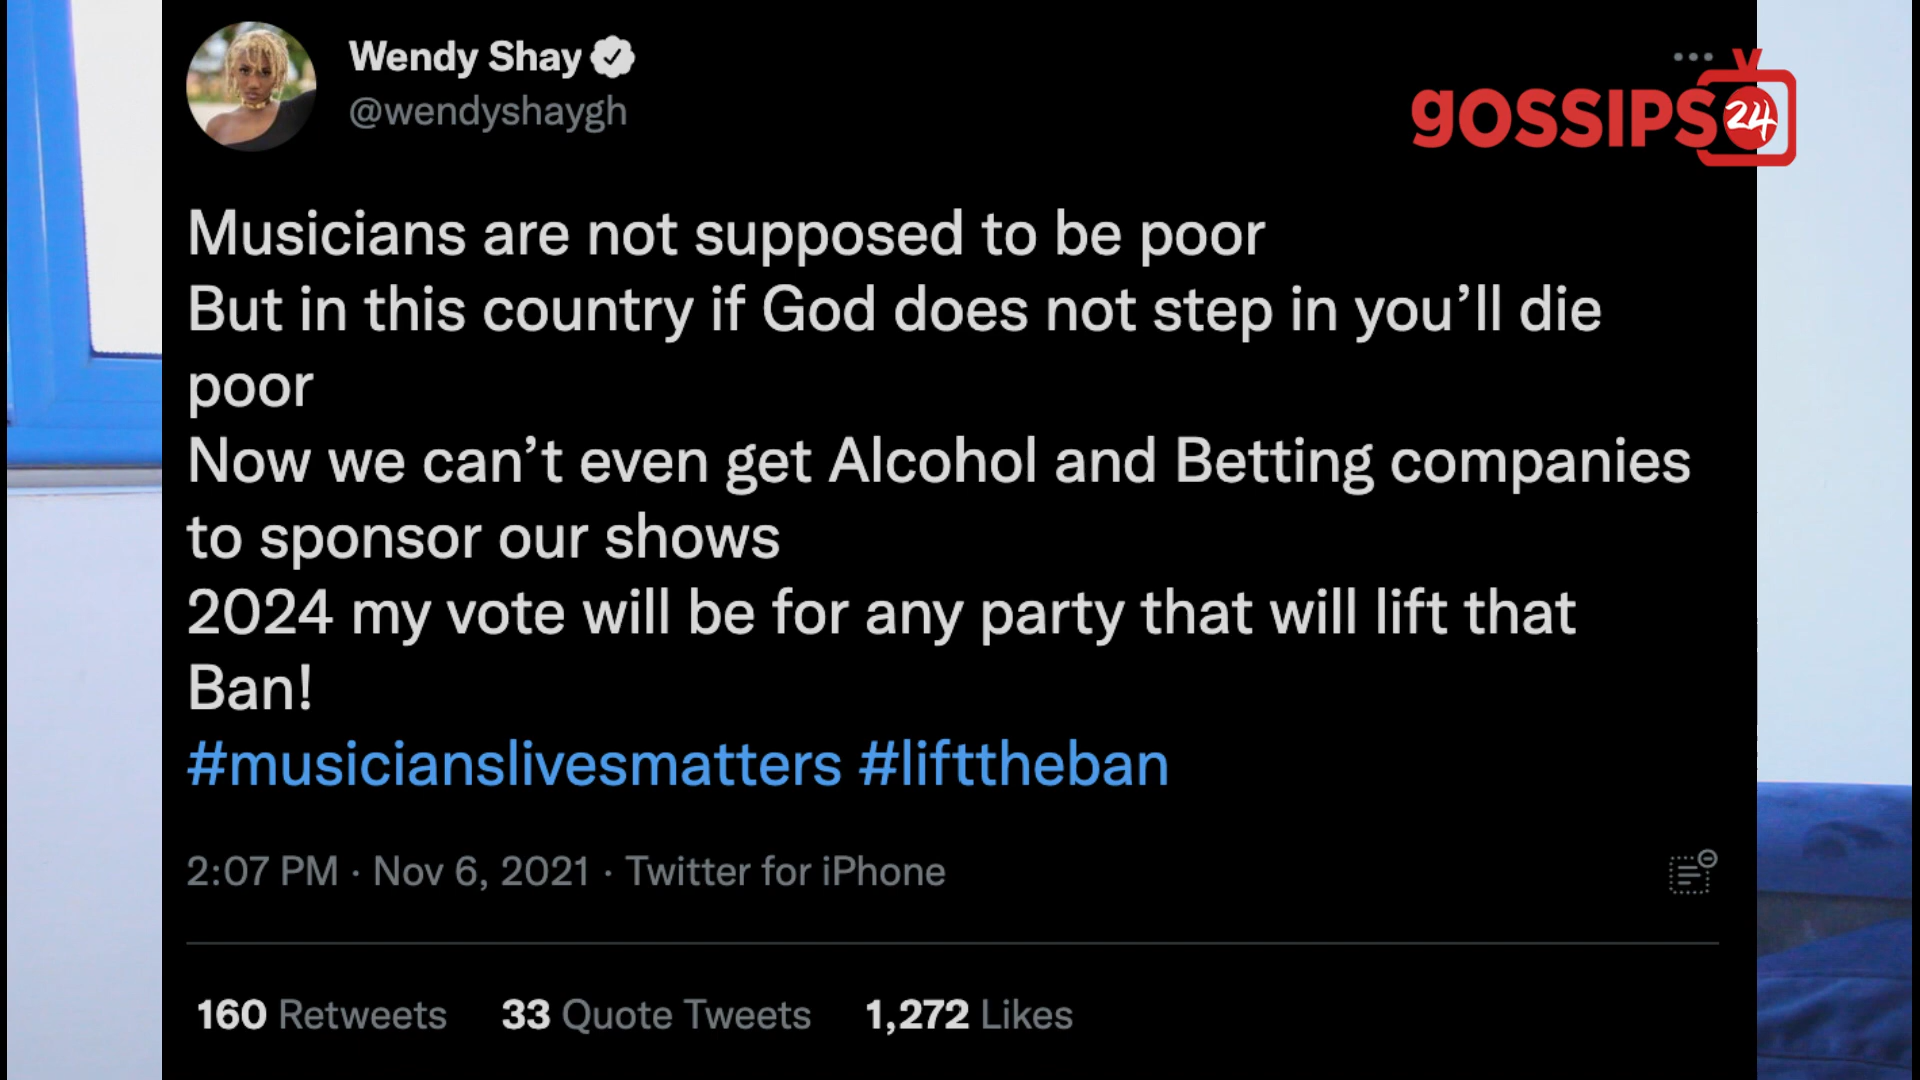 Wendy Shay
@wendyshaygh
gOSSIPS24
Musicians are not supposed to be poor
But in this country if God does not step in you’ll die
poor
Now we can’t even get Alcohol and Betting companies
to sponsor our shows
2024 my vote will be for any party that will lift that
Ban!
#musicianslivesmatters #lifttheban
2:07 PM · Nov 6, 2021 · Twitter for iPhone
160 Retweets 33 Quote Tweets 1,272 Likes